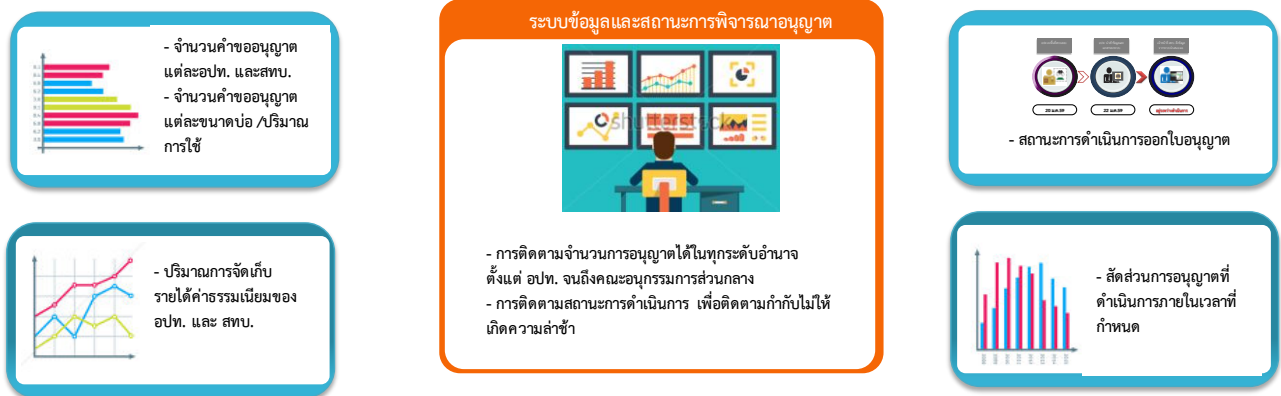 - จำนวนคำขออนุญาต
แต่ละอปท. และสทบ.
- จำนวนคำขออนุญาต
แต่ละขนาดบ่อ /ปริมาณ
การใช้
- ปริมาณการจัดเก็บ
รายได้ค่าธรรมเนียมของ
อปท. และ สทบ.
ระบบข้อมูลและสถานะการพิจารณาอนุญาต
shutterstock
- การติดตามจำนวนการอนุญาตได้ในทุกระดับอำนาจ
ตั้งแต่ อปท. จนถึงคณะอนุกรรมการส่วนกลาง
- การติดตามสถานะการดำเนินการ เพื่อติดตามกำกับไม่ให้
เกิดความล่าช้า
20 ม.ค.59
22 ม.ค.59
- สถานะการดำเนินการออกใบอนุญาต
- สัดส่วนการอนุญาตที่
ดำเนินการภายในเวลาที่
กำหนด